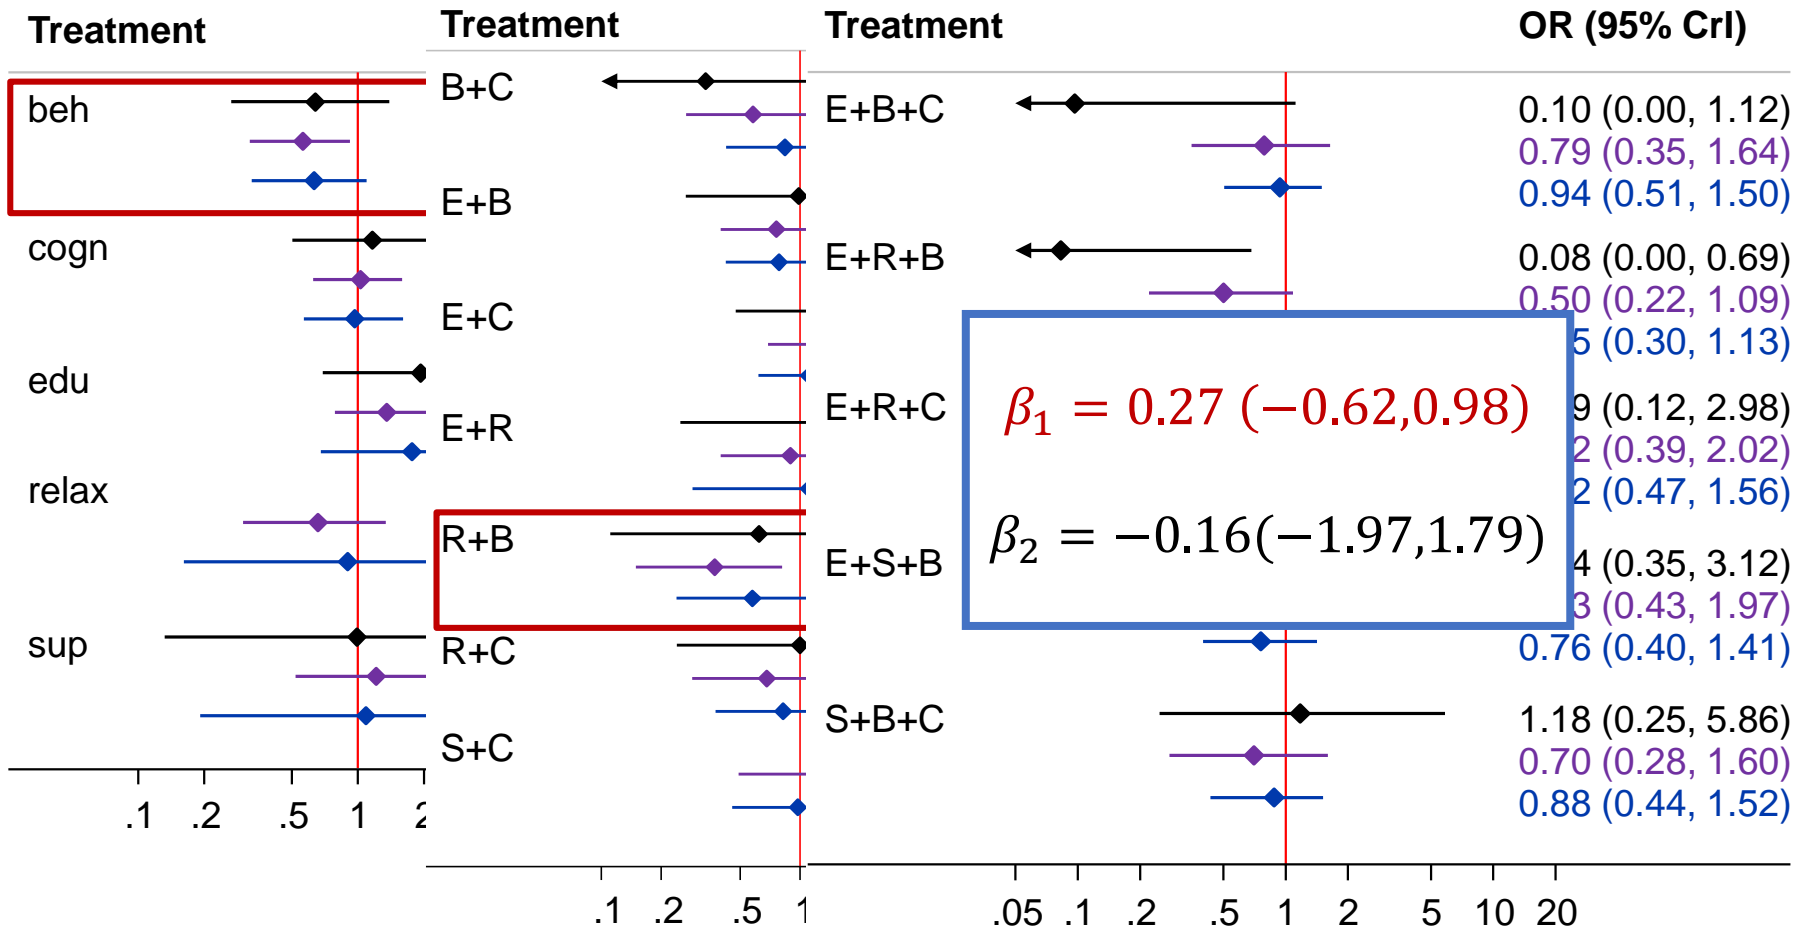 Treatment
beh
cogn
edu
relax
sup
.1 .2 .5 1
Treatment
B+C
E+B
E+C
E+R
R+B
R+C
S+C
.1 .2 .5 1
Treatment OR (95% CrI)
E+B+C 0.10 (0.00, 1.12)
0.79 (0.35, 1.64)
0.94 (0.51, 1.50)
E+R+B 0.08 (0.00, 0.69)
0.50 (0.22, 1.09)
5 (0.30, 1.13)
E+R+C 9 (0.12, 2.98)
2 (0.39, 2.02)
2 (0.47, 1.56)
E+S+B 4 (0.35, 3.12)
3 (0.43, 1.97)
0.76 (0.40, 1.41)
S+B+C 1.18 (0.25, 5.86)
0.70 (0.28, 1.60)
0.88 (0.44, 1.52)
.05 .1 .2 .5 1 2 5 10 20
β₁ = 0.27 (−0.62,0.98)
β₂ = −0.16(−1.97,1.79)